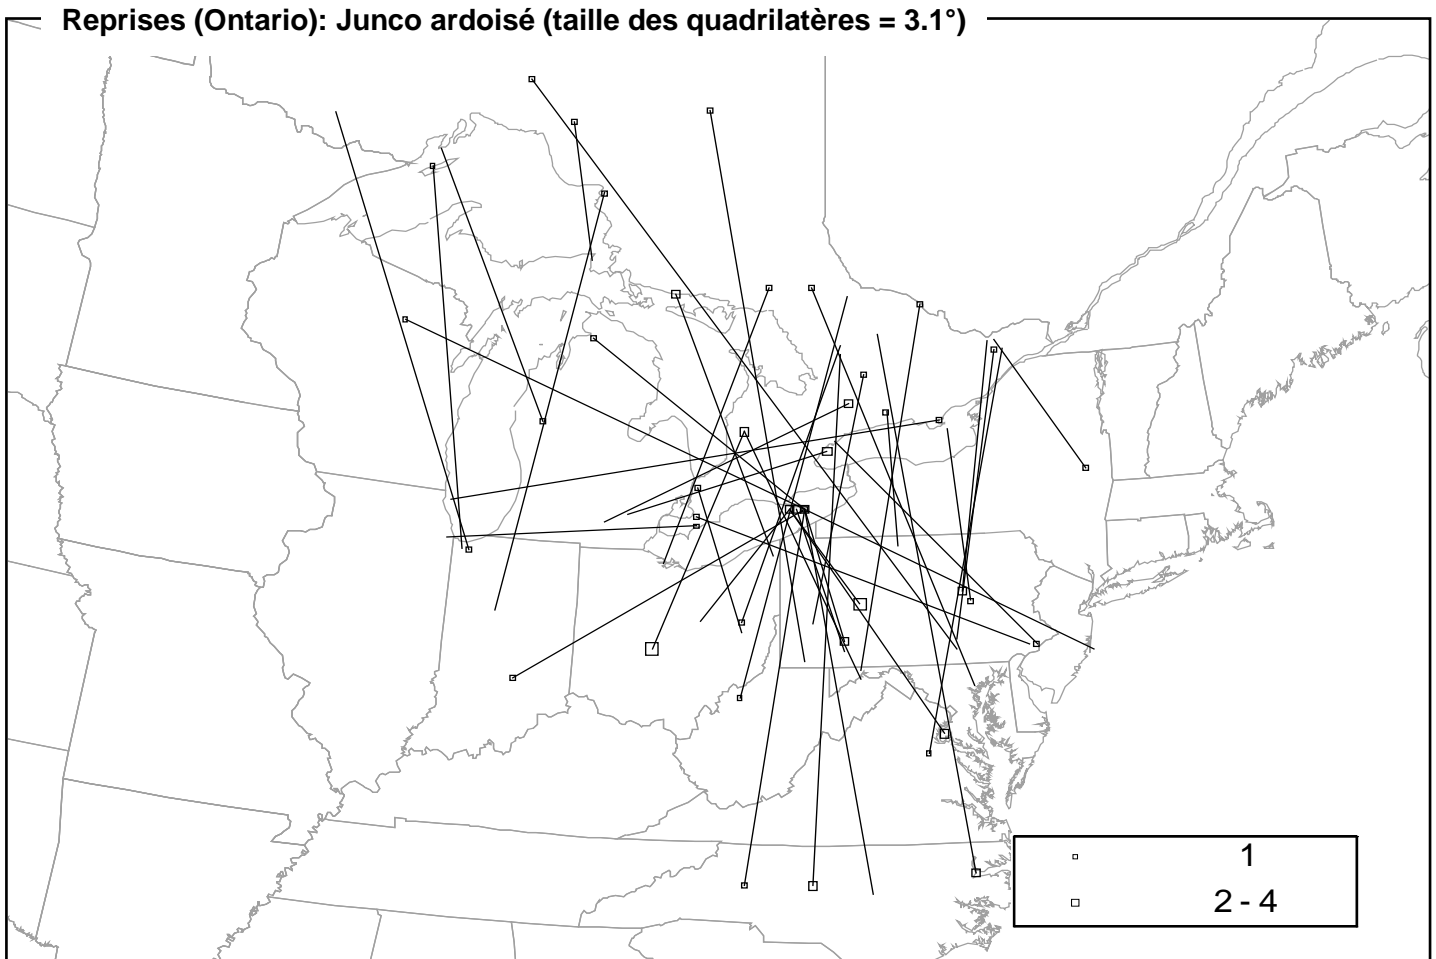 Reprises (Ontario): Junco ardoisé (taille des quadrilatères = 3.1°)
1
2 - 4